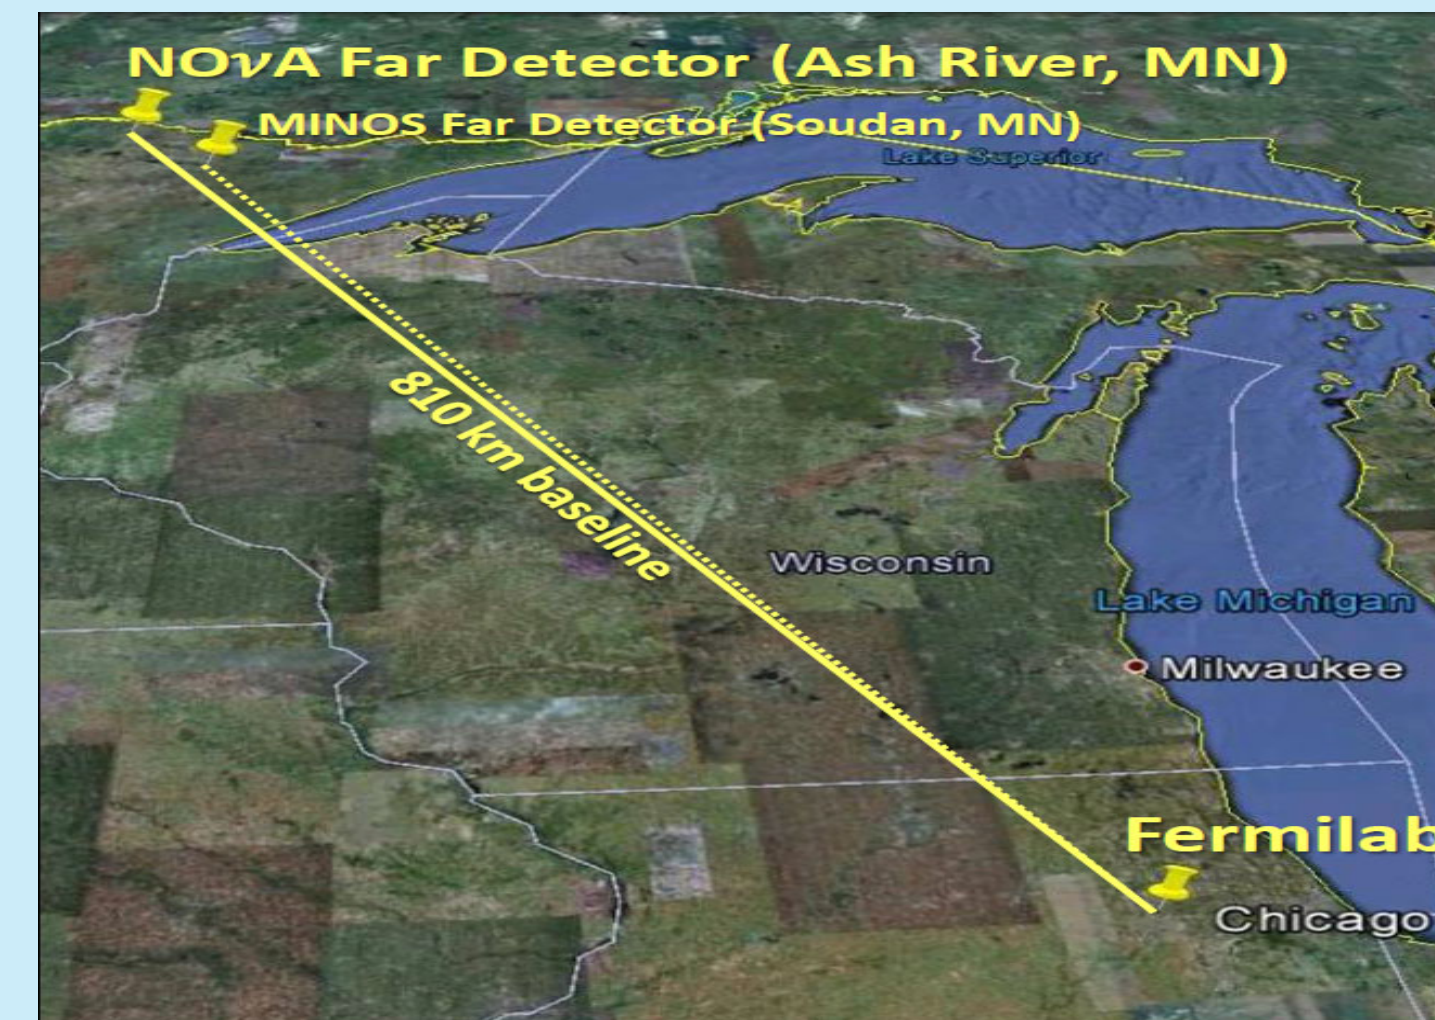 NOνA Far Detector (Ash River, MN)
MINOS Far Detector (Soudan, MN)
Lake Superior
810 km baseline
Wisconsin
Lake Michigan
Milwaukee
Fermilab
Chicago